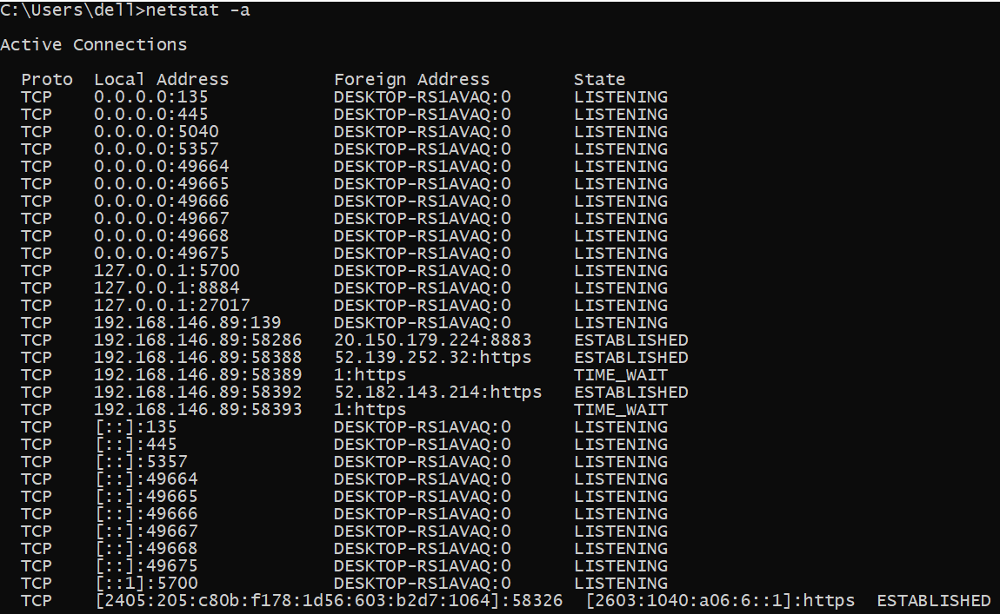 C:\Users\dell>netstat -a
Active Connections
Proto  Local Address          Foreign Address        State
TCP    0.0.0.0:135            DESKTOP-RS1AVAQ:0      LISTENING
TCP    0.0.0.0:445            DESKTOP-RS1AVAQ:0      LISTENING
TCP    0.0.0.0:5040           DESKTOP-RS1AVAQ:0      LISTENING
TCP    0.0.0.0:5357           DESKTOP-RS1AVAQ:0      LISTENING
TCP    0.0.0.0:49664          DESKTOP-RS1AVAQ:0      LISTENING
TCP    0.0.0.0:49665          DESKTOP-RS1AVAQ:0      LISTENING
TCP    0.0.0.0:49666          DESKTOP-RS1AVAQ:0      LISTENING
TCP    0.0.0.0:49667          DESKTOP-RS1AVAQ:0      LISTENING
TCP    0.0.0.0:49668          DESKTOP-RS1AVAQ:0      LISTENING
TCP    0.0.0.0:49675          DESKTOP-RS1AVAQ:0      LISTENING
TCP    127.0.0.1:5700         DESKTOP-RS1AVAQ:0      LISTENING
TCP    127.0.0.1:8884         DESKTOP-RS1AVAQ:0      LISTENING
TCP    127.0.0.1:27017        DESKTOP-RS1AVAQ:0      LISTENING
TCP    192.168.146.89:139     DESKTOP-RS1AVAQ:0      LISTENING
TCP    192.168.146.89:58286   20.150.179.224:8883    ESTABLISHED
TCP    192.168.146.89:58388   52.139.252.32:https    ESTABLISHED
TCP    192.168.146.89:58389   1:https                TIME_WAIT
TCP    192.168.146.89:58392   52.182.143.214:https   ESTABLISHED
TCP    192.168.146.89:58393   1:https                TIME_WAIT
TCP    [::]:135               DESKTOP-RS1AVAQ:0      LISTENING
TCP    [::]:445               DESKTOP-RS1AVAQ:0      LISTENING
TCP    [::]:5357              DESKTOP-RS1AVAQ:0      LISTENING
TCP    [::]:49664             DESKTOP-RS1AVAQ:0      LISTENING
TCP    [::]:49665             DESKTOP-RS1AVAQ:0      LISTENING
TCP    [::]:49666             DESKTOP-RS1AVAQ:0      LISTENING
TCP    [::]:49667             DESKTOP-RS1AVAQ:0      LISTENING
TCP    [::]:49668             DESKTOP-RS1AVAQ:0      LISTENING
TCP    [::]:49675             DESKTOP-RS1AVAQ:0      LISTENING
TCP    [::1]:5700             DESKTOP-RS1AVAQ:0      LISTENING
TCP    [2405:205:c80b:f178:1d56:603:b2d7:1064]:58326  [2603:1040:a06:6::1]:https  ESTABLISHED